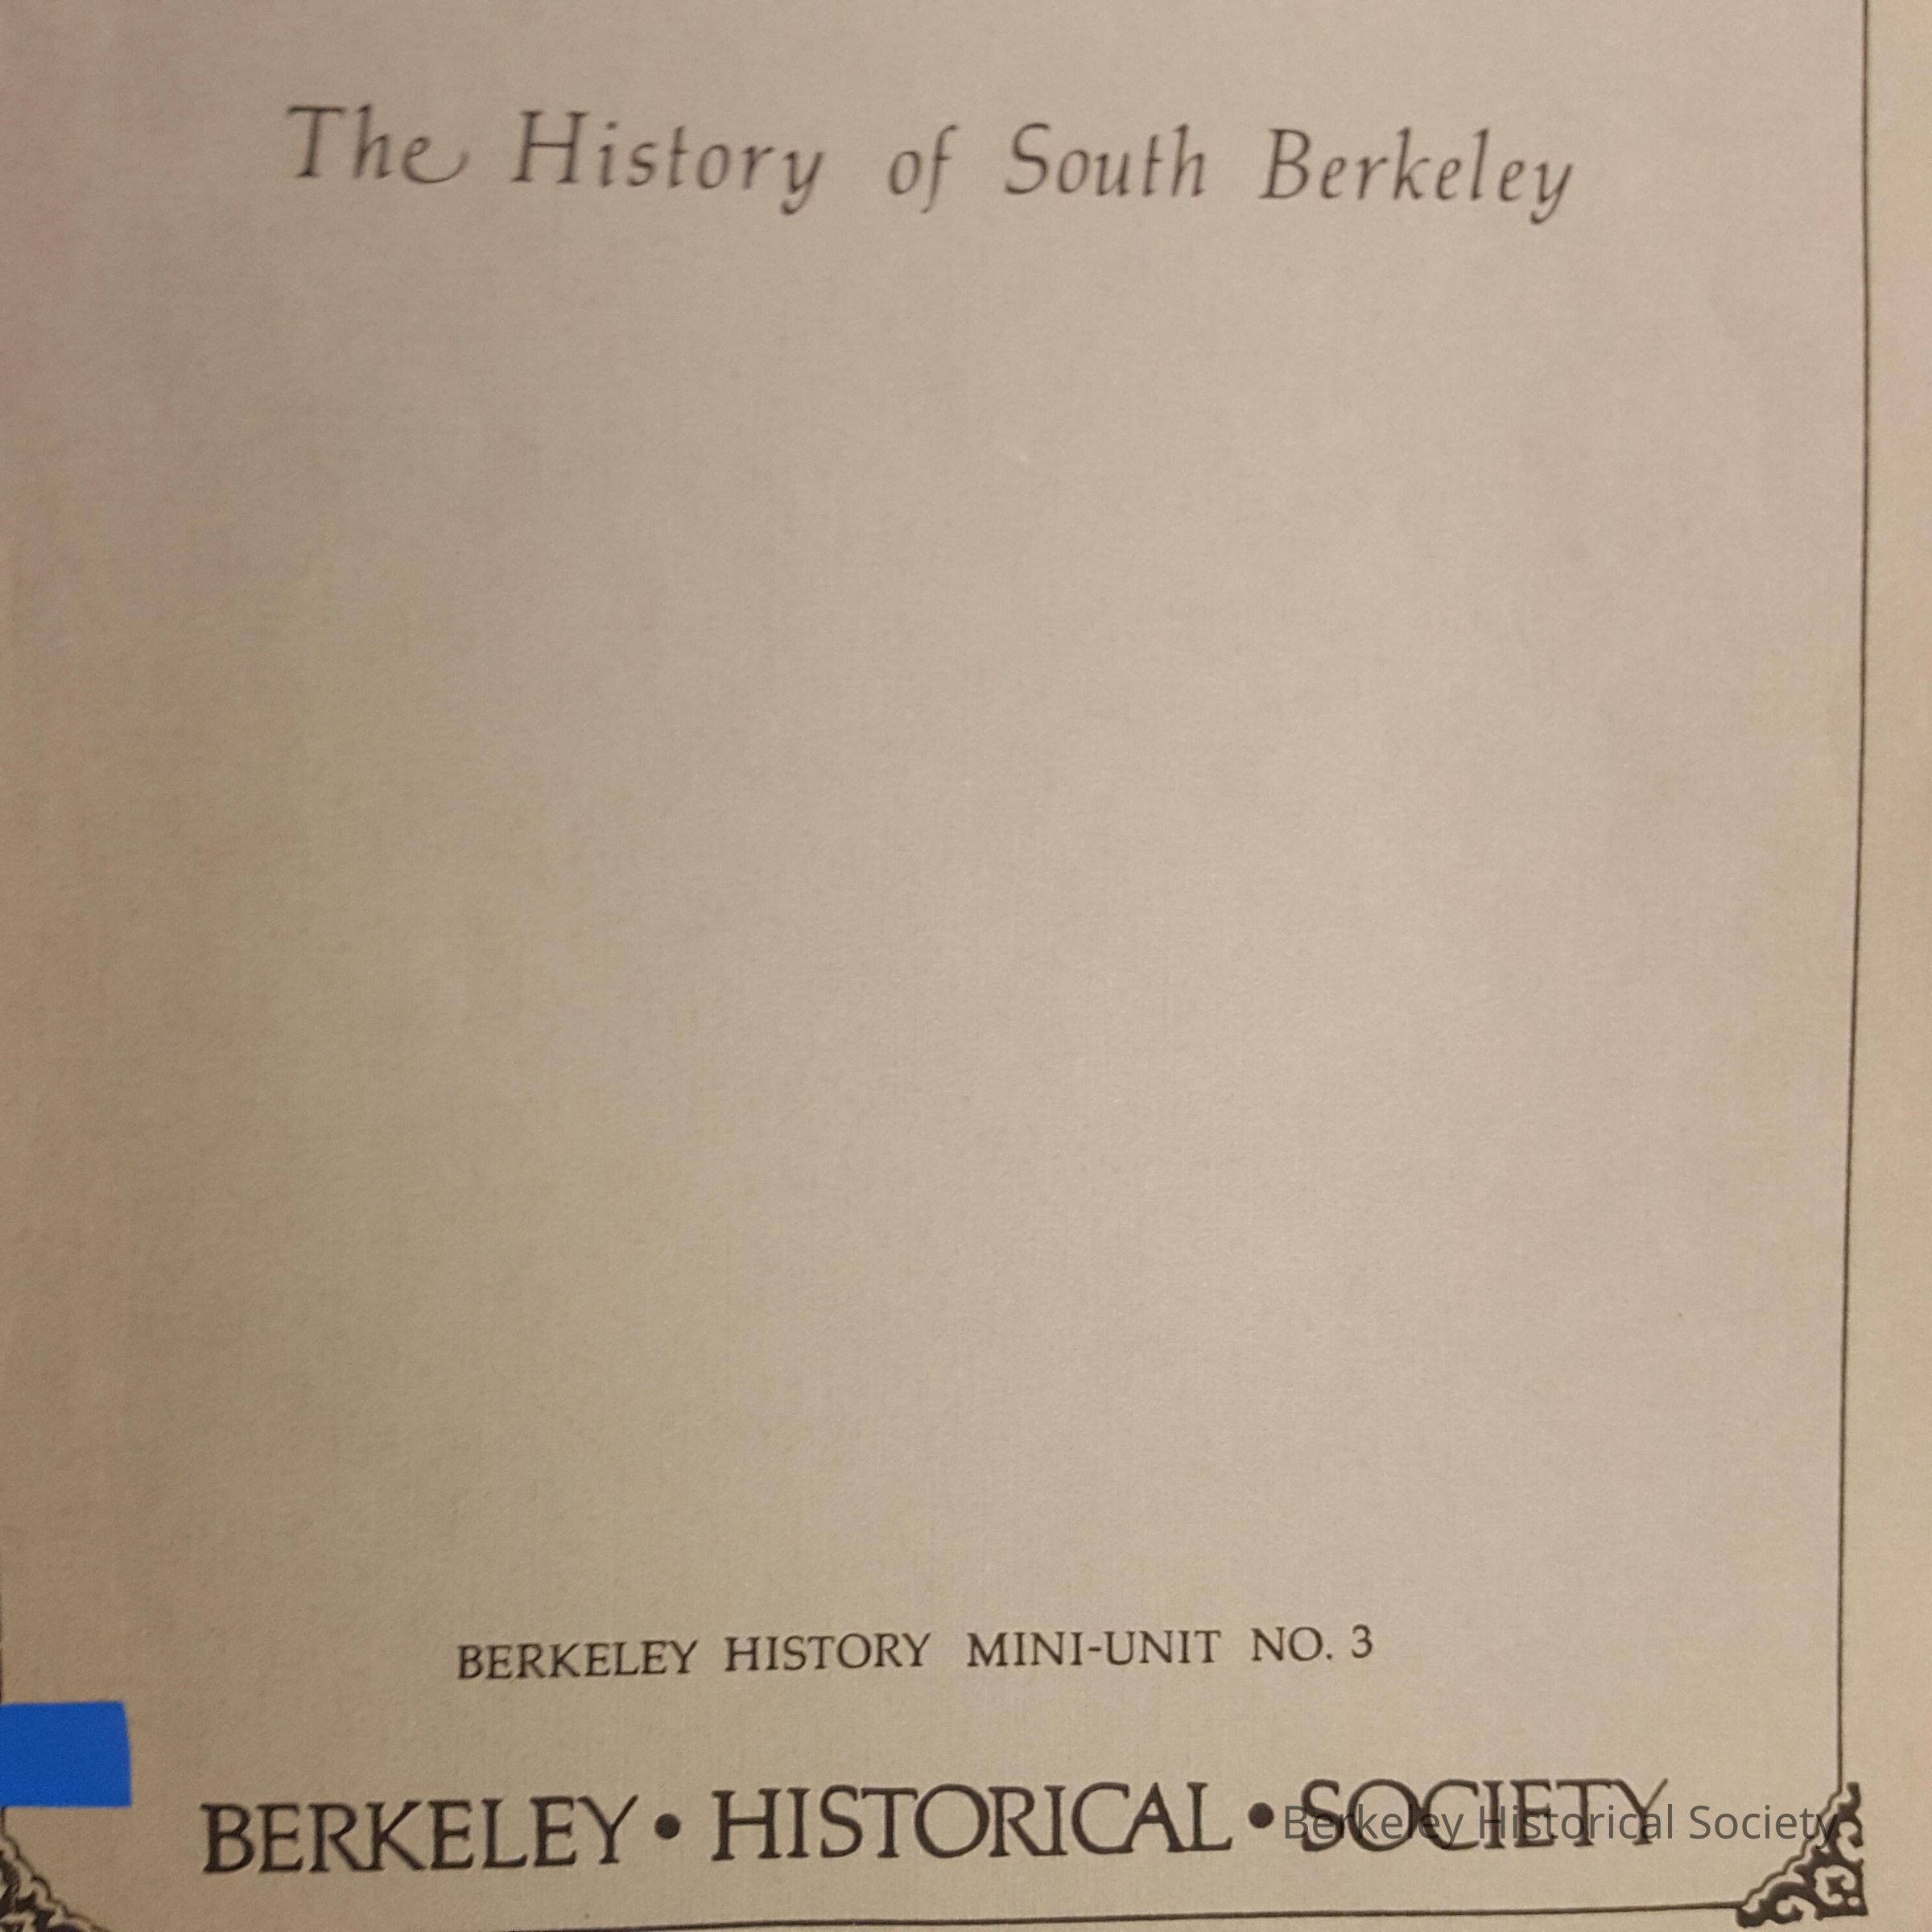 The History of South Berkeley
BERKELEY HISTORY MINI-UNIT NO. 3
BERKELEY • HISTORICAL • SOCIETY
Berkeley Historical Society